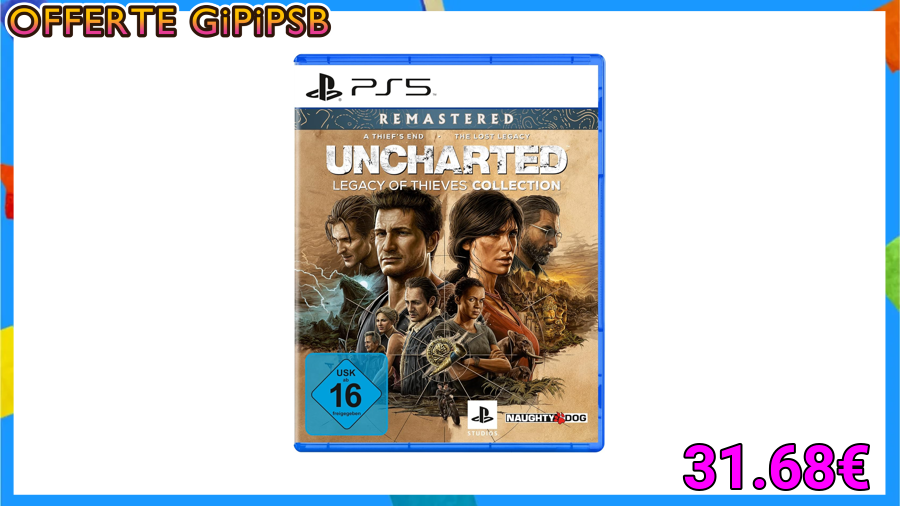 OFFERTE GiPiPSB
PS5
REMASTERED
A THIEF'S END THE LOST LEGACY
UNCHARTED
LEGACY OF THIEVES COLLECTION
USK
ab
16
freigegeben
STUDIOS
NAUGHTY DOG
31.68€